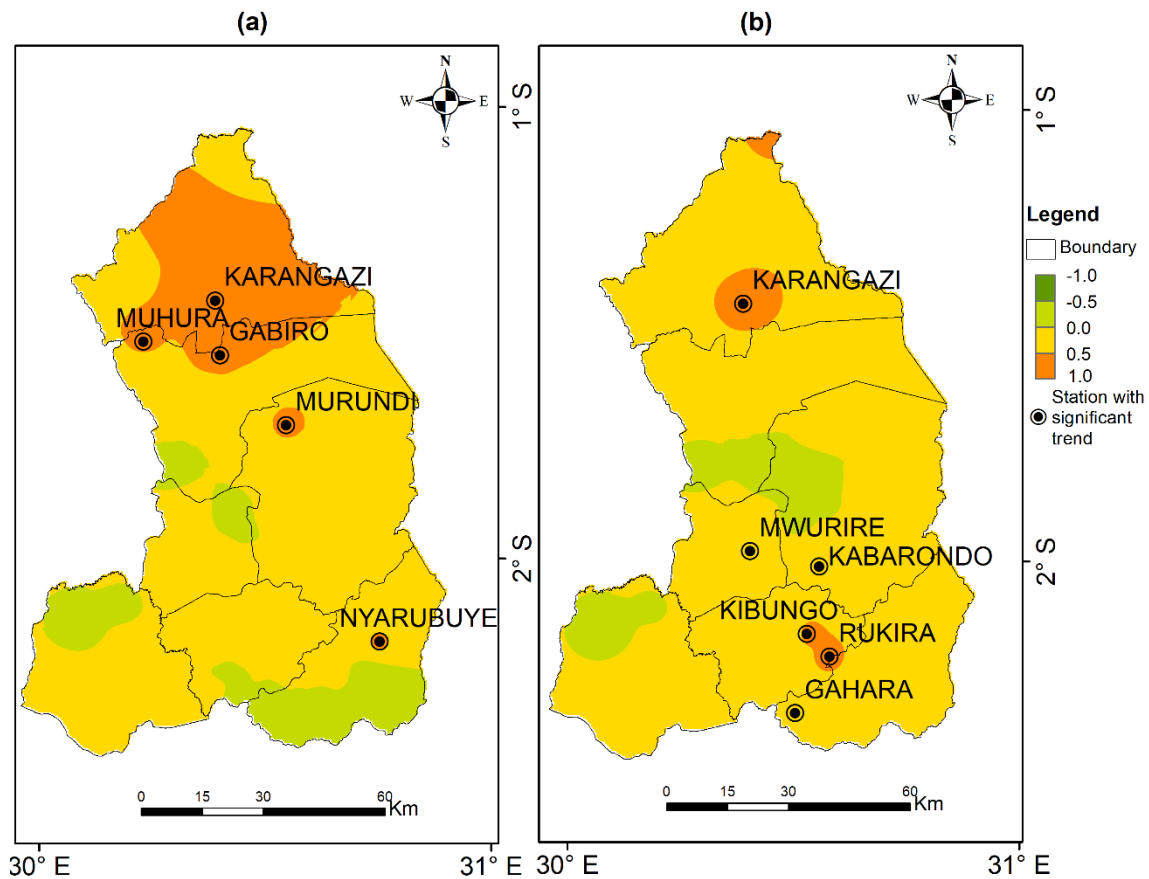 (a)
(b)
N
W E
S
N
W E
S
1° S
1° S
KARANGAZI
MUHURA
GABIRO
MURUNDI
NYARUBUYE
KARANGAZI
MWURIRE
KABARONDO
KIBUNGO
RUKIRA
GAHARA
Legend
Boundary
-1.0
-0.5
0.0
0.5
1.0
Station with
significant
trend
2° S
2° S
0 15 30 60
Km
0 15 30 60
Km
30° E
31° E
30° E
31° E